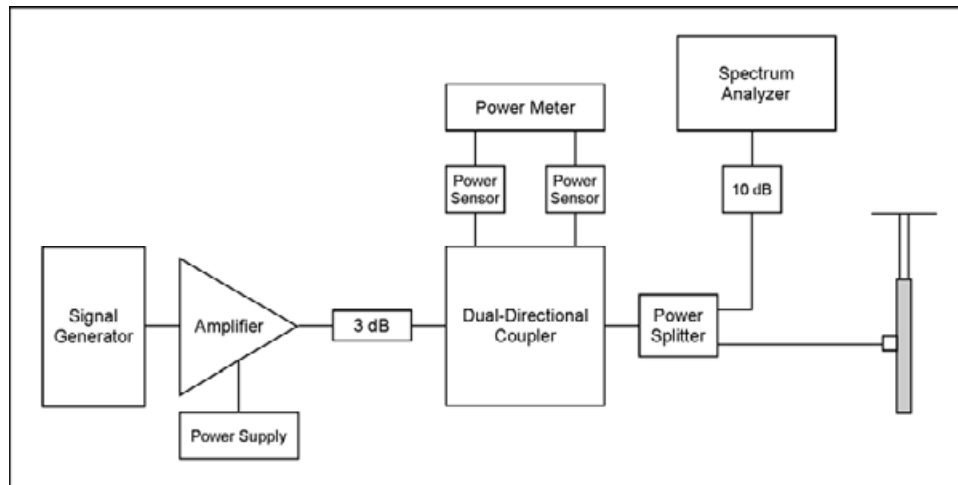 Spectrum
Analyzer
Power Meter
Power
Sensor
Power
Sensor
10 dB
Signal
Generator
Amplifier
3 dB
Dual-Directional
Coupler
Power
Splitter
Power Supply